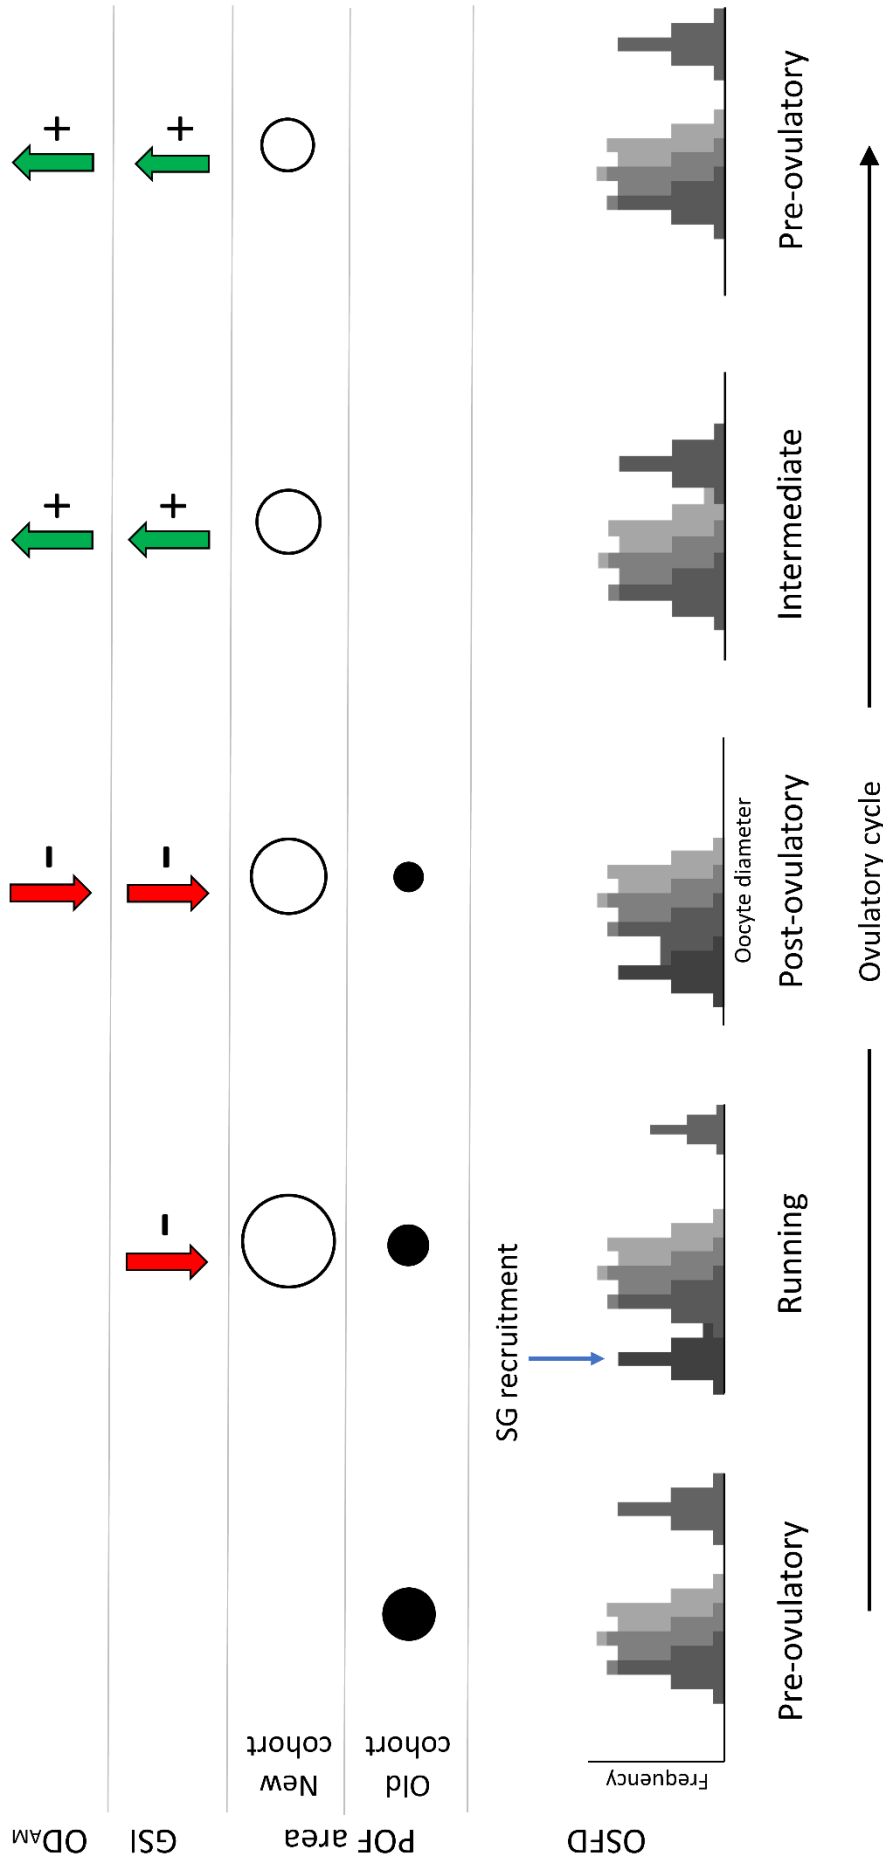 OD_AM
-
+
+
GSI
-
-
+
+
POF area
New
cohort
Old
cohort
OSFD
Frequency
SG recruitment
Oocyte diameter
Pre-ovulatory
Running
Post-ovulatory
Intermediate
Pre-ovulatory
Ovulatory cycle